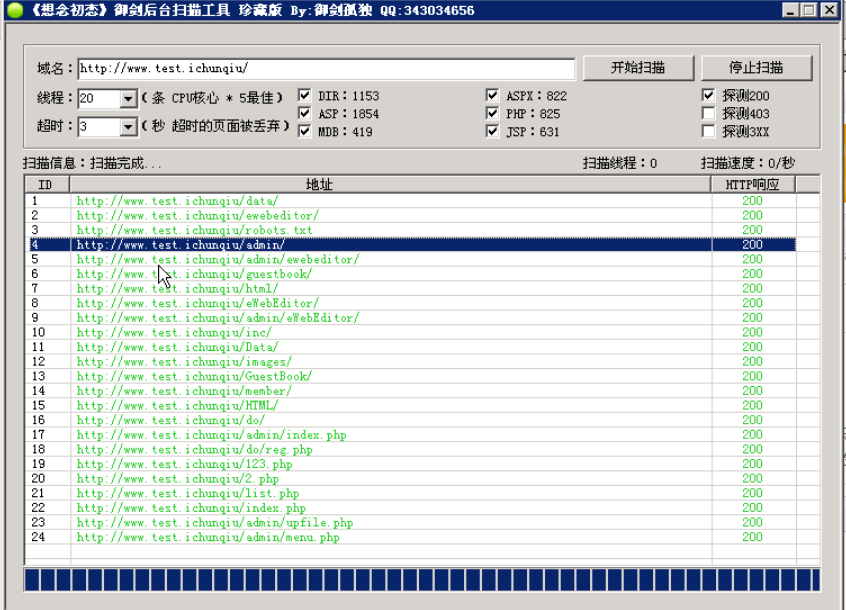 《想念初恋》御剑后台扫描工具 珍藏版 By:御剑孤独 QQ:343034656
域名：http://www.test.ichunqiu/ 开始扫描 停止扫描
线程：20 (条 CPU核心 * 5最佳) DIR：1153 ASPX：822 探测200
ASP：1854 PHP：825 探测403
超时：3 (秒 超时的页面被丢弃) MDB：419 JSP：631 探测3XX
扫描信息：扫描完成... 扫描线程：0 扫描速度：0/秒
ID 地址 HTTP响应
1 http://www.test.ichunqiu/data/ 200
2 http://www.test.ichunqiu/ewebeditor/ 200
3 http://www.test.ichunqiu/robots.txt 200
4 http://www.test.ichunqiu/admin/ 200
5 http://www.test.ichunqiu/admin/ewebeditor/ 200
6 http://www.test.ichunqiu/guestbook/ 200
7 http://www.test.ichunqiu/html/ 200
8 http://www.test.ichunqiu/eWebEditor/ 200
9 http://www.test.ichunqiu/admin/eWebEditor/ 200
10 http://www.test.ichunqiu/inc/ 200
11 http://www.test.ichunqiu/Data/ 200
12 http://www.test.ichunqiu/images/ 200
13 http://www.test.ichunqiu/GuestBook/ 200
14 http://www.test.ichunqiu/member/ 200
15 http://www.test.ichunqiu/HTML/ 200
16 http://www.test.ichunqiu/do/ 200
17 http://www.test.ichunqiu/admin/index.php 200
18 http://www.test.ichunqiu/do/reg.php 200
19 http://www.test.ichunqiu/123.php 200
20 http://www.test.ichunqiu/2.php 200
21 http://www.test.ichunqiu/list.php 200
22 http://www.test.ichunqiu/index.php 200
23 http://www.test.ichunqiu/admin/upfile.php 200
24 http://www.test.ichunqiu/admin/menu.php 200